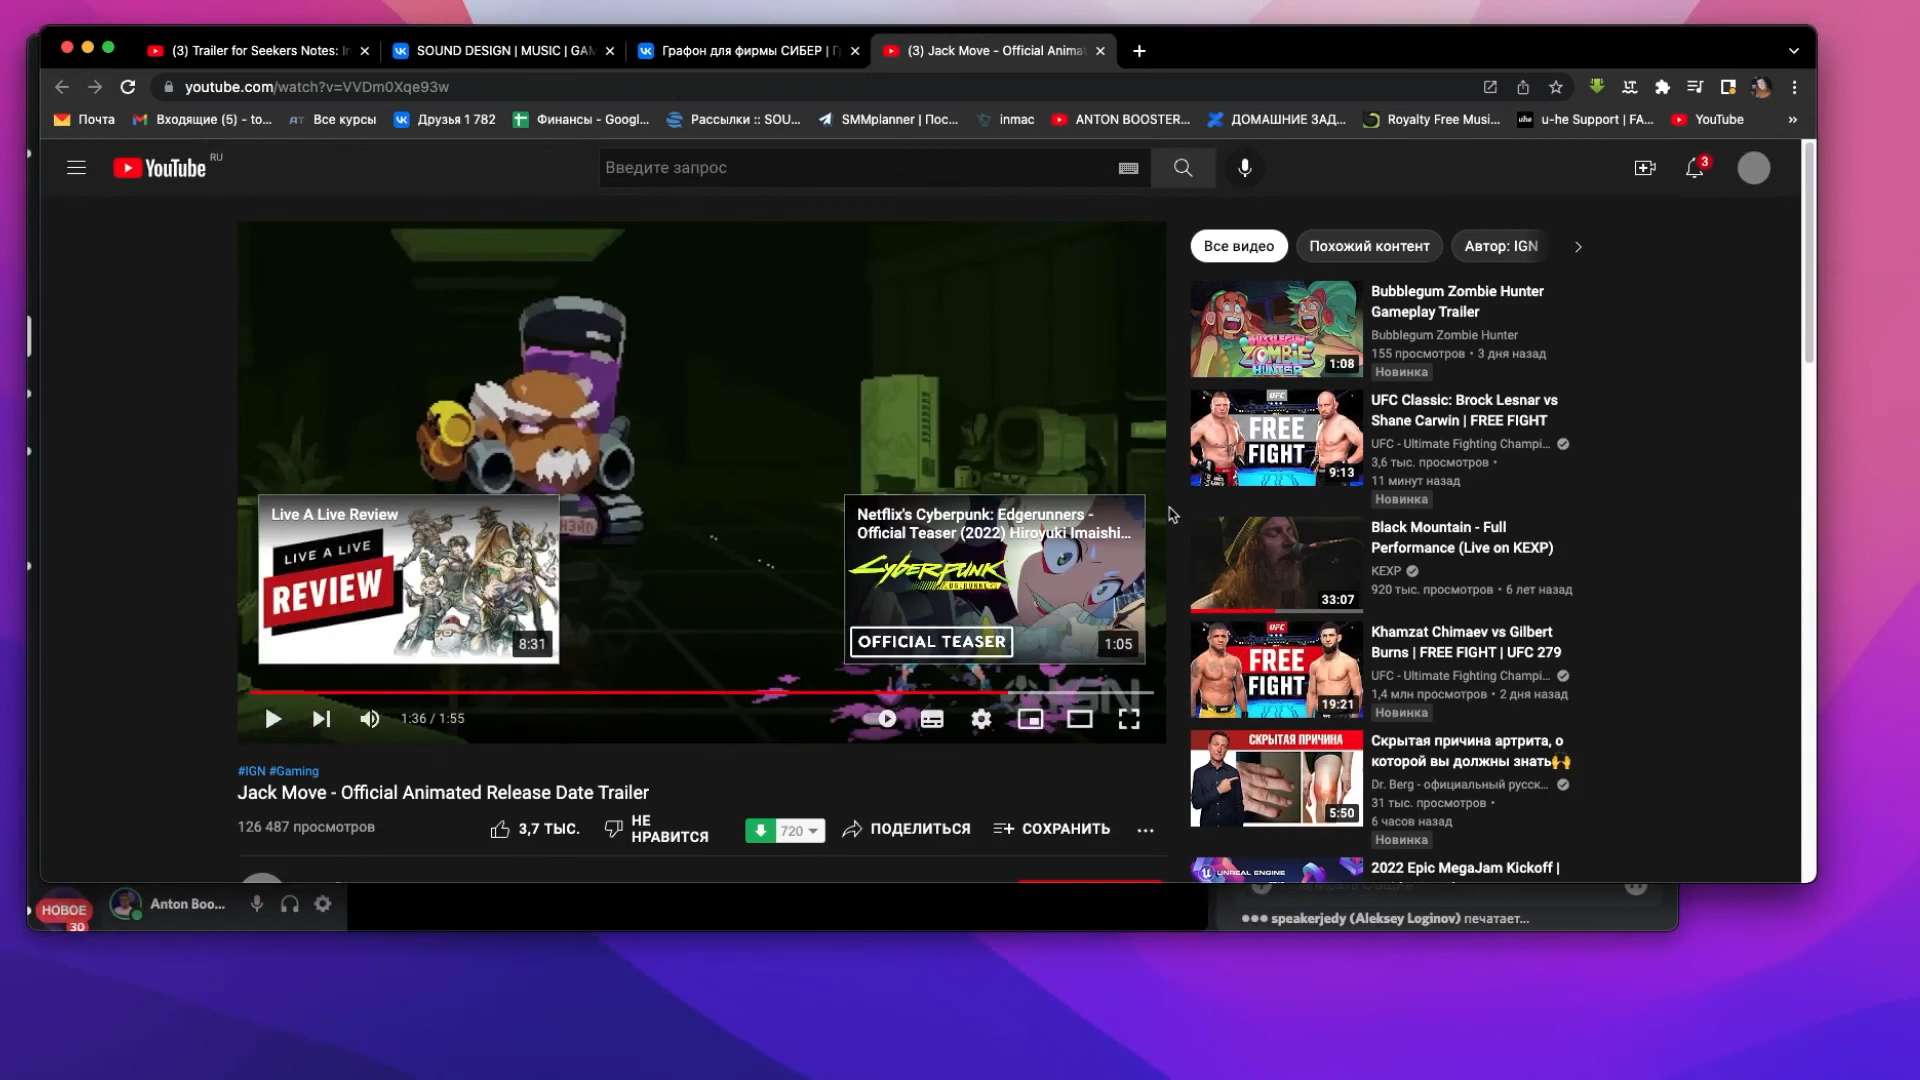 (3) Trailer for Seekers Notes: In
SOUND DESIGN | MUSIC | GAM
Графон для фирмы СИБЕР | Г
(3) Jack Move - Official Anima
youtube.com/watch?v=VVDm0Xqe93w
Почта
Входящие (5) - to...
Все курсы
Друзья 1 782
Финансы - Googl...
Рассылки :: SOU...
SMMplanner | Пос...
inmac
ANTON BOOSTER...
ДОМАШНИЕ ЗАД...
Royalty Free Musi...
u-he Support | FA...
YouTube
YouTube RU
Введите запрос
3
Все видео
Похожий контент
Автор: IGN
Live A Live Review
LIVE A LIVE
REVIEW
8:31
Netflix's Cyberpunk: Edgerunners -
Official Teaser (2022) Hiroyuki Imaishi...
CYBERPUNK
OFFICIAL TEASER
1:05
IGN
1:36 / 1:55
#IGN #Gaming
Jack Move - Official Animated Release Date Trailer
126 487 просмотров
3,7 ТЫС.
НЕ
НРАВИТСЯ
720
ПОДЕЛИТЬСЯ
СОХРАНИТЬ
BUBBLEGUM
ZOMBIE
HUNTER
1:08
Bubblegum Zombie Hunter
Gameplay Trailer
Bubblegum Zombie Hunter
155 просмотров • 3 дня назад
Новинка
UFC
FREE
FIGHT
9:13
UFC Classic: Brock Lesnar vs
Shane Carwin | FREE FIGHT
UFC - Ultimate Fighting Champi...
3,6 тыс. просмотров •
11 минут назад
Новинка
33:07
Black Mountain - Full
Performance (Live on KEXP)
KEXP
920 тыс. просмотров • 6 лет назад
UFC
FREE
FIGHT
19:21
Khamzat Chimaev vs Gilbert
Burns | FREE FIGHT | UFC 279
UFC - Ultimate Fighting Champi...
1,4 млн просмотров • 2 дня назад
Новинка
СКРЫТАЯ ПРИЧИНА
5:50
Скрытая причина артрита, о
которой вы должны знать🙌
Dr. Berg - официальный русск...
31 тыс. просмотров •
6 часов назад
Новинка
UNREAL ENGINE
2022 Epic MegaJam Kickoff |
НОВОЕ
30
Anton Boo...
speakerjedy (Aleksey Loginov) печатает...